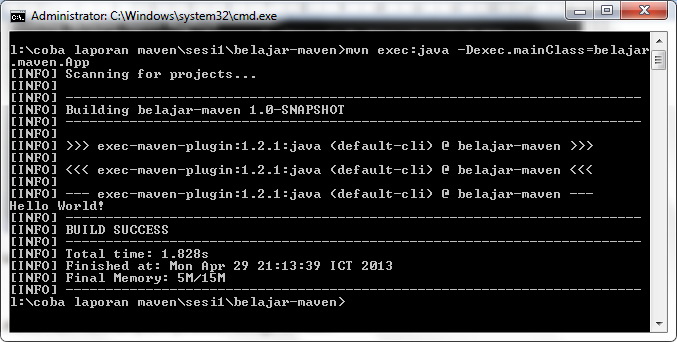 Administrator: C:\Windows\system32\cmd.exe
l:\coba laporan maven\sesi1\belajar-maven>mvn exec:java -Dexec.mainClass=belajar
.maven.App
[INFO] Scanning for projects...
[INFO]
[INFO] ------------------------------------------------------------------------
[INFO] Building belajar-maven 1.0-SNAPSHOT
[INFO] ------------------------------------------------------------------------
[INFO]
[INFO] >>> exec-maven-plugin:1.2.1:java (default-cli) @ belajar-maven >>>
[INFO]
[INFO] <<< exec-maven-plugin:1.2.1:java (default-cli) @ belajar-maven <<<
[INFO]
[INFO] --- exec-maven-plugin:1.2.1:java (default-cli) @ belajar-maven ---
Hello World!
[INFO] ------------------------------------------------------------------------
[INFO] BUILD SUCCESS
[INFO] ------------------------------------------------------------------------
[INFO] Total time: 1.828s
[INFO] Finished at: Mon Apr 29 21:13:39 ICT 2013
[INFO] Final Memory: 5M/15M
[INFO] ------------------------------------------------------------------------
l:\coba laporan maven\sesi1\belajar-maven>